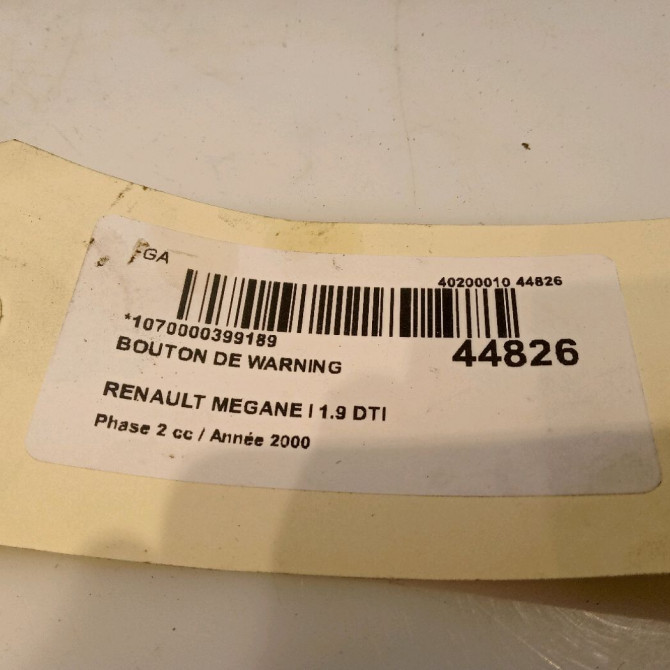 FGA
40200010 44826
*1070000399189
44826
BOUTON DE WARNING
RENAULT MEGANE I 1.9 DTI
Phase 2 cc / Année 2000